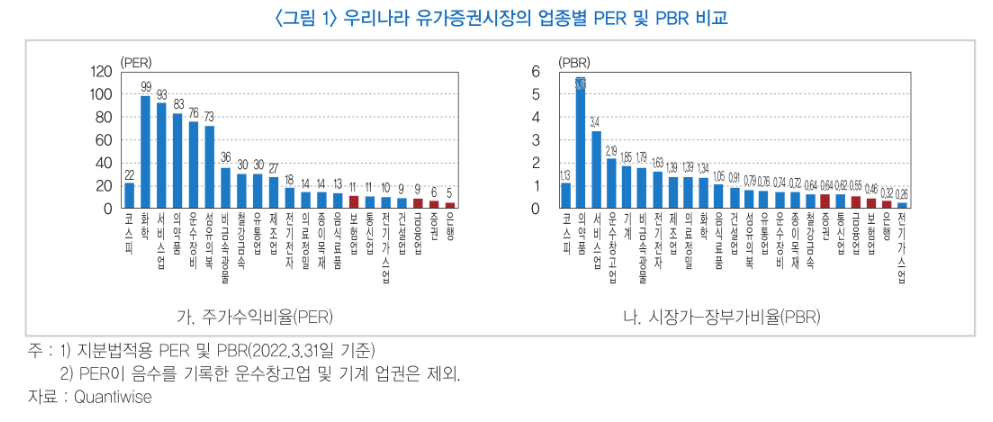 <그림 1> 우리나라 유가증권시장의 업종별 PER 및 PBR 비교
(PER)
120
100
80
60
40
20
0
22 99 93 83 76 73 36 30 30 27 18 14 14 13 11 11 10 9 9 6 5
코스피 화학 서비스업 의약품 운수장비 섬유의복 비금속광물 철강금속 유통업 제조업 전기전자 의료정밀 종이목재 음식료품 보험업 통신업 전기가스업 건설업 금융업 증권 은행
가. 주가수익비율(PER)
(PBR)
6
5
4
3
2
1
0
1.13 3.4 2.19 1.85 1.79 1.63 1.39 1.39 1.34 1.05 0.91 0.79 0.76 0.74 0.72 0.64 0.64 0.62 0.55 0.46 0.32 0.26
코스피 의약품 서비스업 운수창고업 기계 비금속광물 전기전자 제조업 의료정밀 화학 음식료품 건설업 섬유의복 유통업 운수장비 종이목재 철강금속 증권 통신업 금융업 보험업 은행 전기가스업
나. 시장가-장부가비율(PBR)
주 : 1) 지분법적용 PER 및 PBR(2022.3.31일 기준)
2) PER이 음수를 기록한 운수창고업 및 기계 업권은 제외.
자료 : Quantiwise